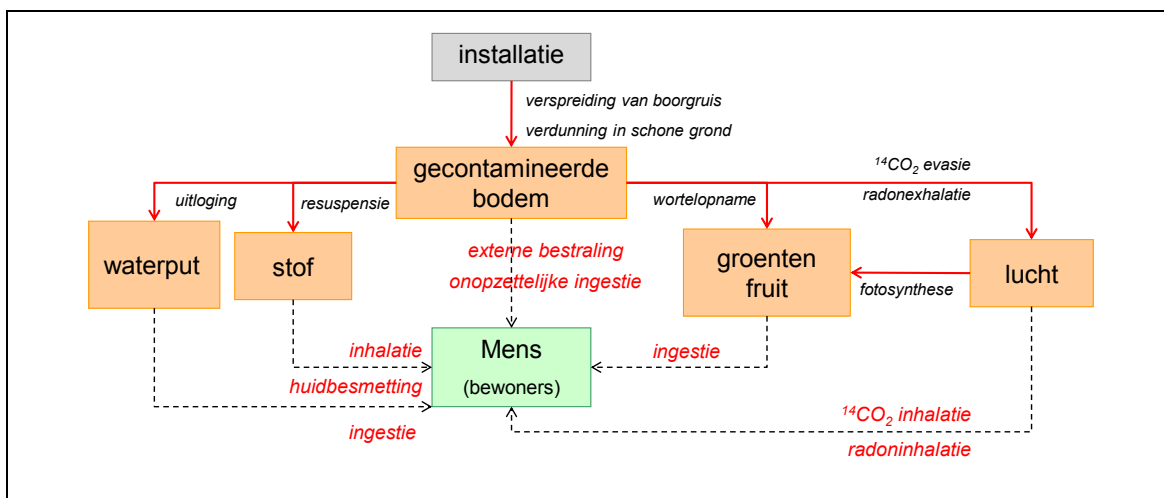 installatie
verspreiding van boorgruis
verdunning in schone grond
gecontamineerde
bodem
¹⁴CO₂ evasie
radonexhalatie
uitloging
resuspensie
wortelopname
waterput
stof
externe bestraling
onopzettelijke ingestie
groenten
fruit
fotosynthese
lucht
inhalatie
huidbesmetting
ingestie
Mens
(bewoners)
ingestie
¹⁴CO₂ inhalatie
radoninhalatie